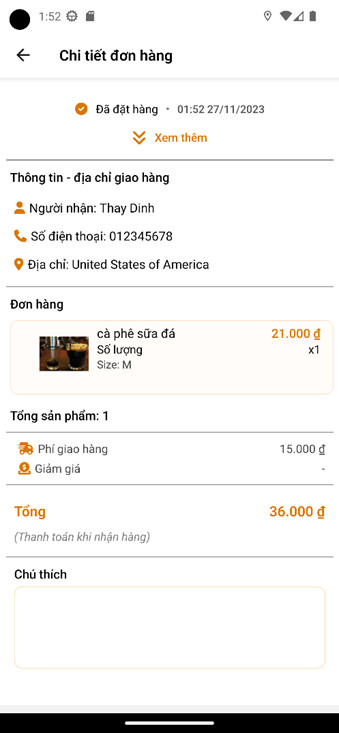 1:52
Chi tiết đơn hàng
Đã đặt hàng • 01:52 27/11/2023
Xem thêm
Thông tin - địa chỉ giao hàng
Người nhận: Thay Dinh
Số điện thoại: 012345678
Địa chỉ: United States of America
Đơn hàng
cà phê sữa đá 21.000 ₫
Số lượng x1
Size: M
Tổng sản phẩm: 1
Phí giao hàng 15.000 ₫
Giảm giá -
Tổng 36.000 ₫
(Thanh toán khi nhận hàng)
Chú thích